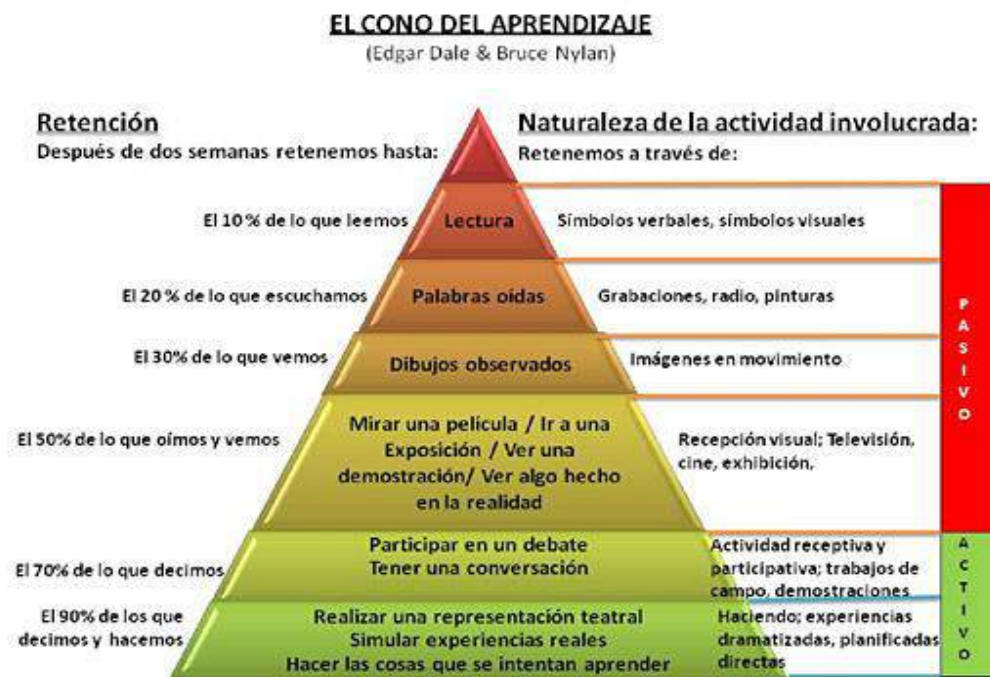 EL CONO DEL APRENDIZAJE
(Edgar Dale & Bruce Nylan)
Retención
Después de dos semanas retenemos hasta:
Naturaleza de la actividad involucrada:
Retenemos a través de:
El 10 % de lo que leemos
Lectura
Símbolos verbales, símbolos visuales
El 20 % de lo que escuchamos
Palabras oídas
Grabaciones, radio, pinturas
El 30% de lo que vemos
Dibujos observados
Imágenes en movimiento
El 50% de lo que oímos y vemos
Mirar una película / Ir a una
Exposición / Ver una
demostración/ Ver algo hecho
en la realidad
Recepción visual; Televisión,
cine, exhibición,
PASIVO
El 70% de lo que decimos
Participar en un debate
Tener una conversación
Actividad receptiva y
participativa; trabajos de
campo, demostraciones
El 90% de los que
decimos y hacemos
Realizar una representación teatral
Simular experiencias reales
Hacer las cosas que se intentan aprender
Haciendo; experiencias
dramatizadas, planificadas
directas
ACTIVO